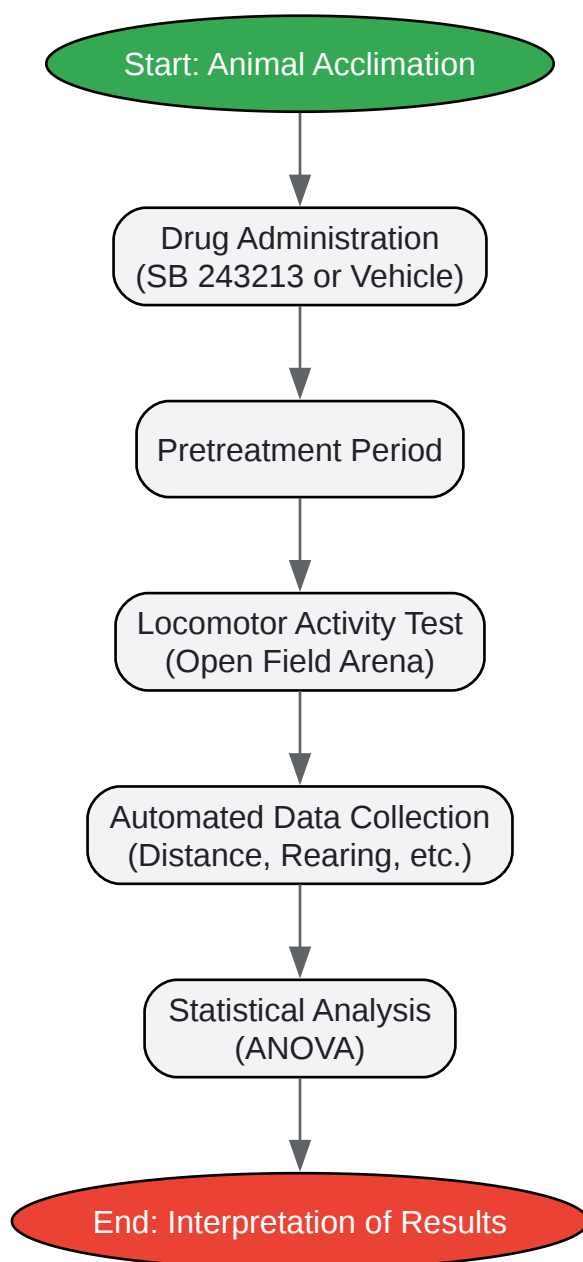 Start: Animal Acclimation
Drug Administration
(SB 243213 or Vehicle)
Pretreatment Period
Locomotor Activity Test
(Open Field Arena)
Automated Data Collection
(Distance, Rearing, etc.)
Statistical Analysis
(ANOVA)
End: Interpretation of Results